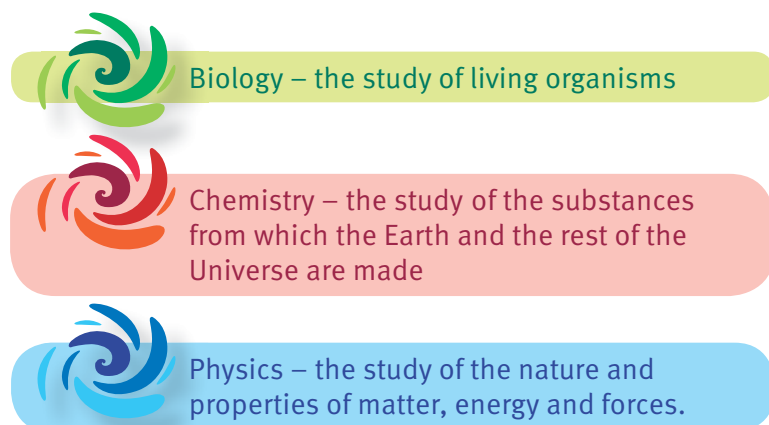 Biology – the study of living organisms
Chemistry – the study of the substances
from which the Earth and the rest of the
Universe are made
Physics – the study of the nature and
properties of matter, energy and forces.